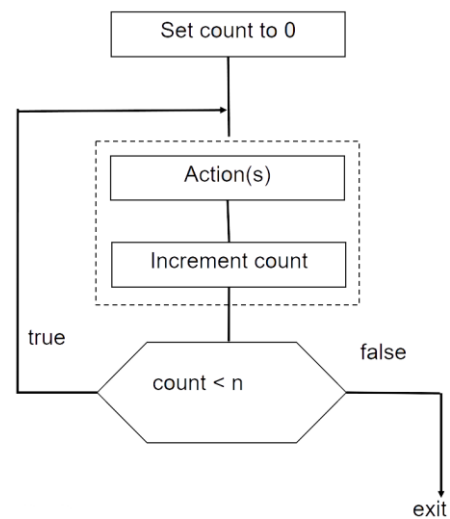 Set count to 0
Action(s)
Increment count
true
false
count < n
exit